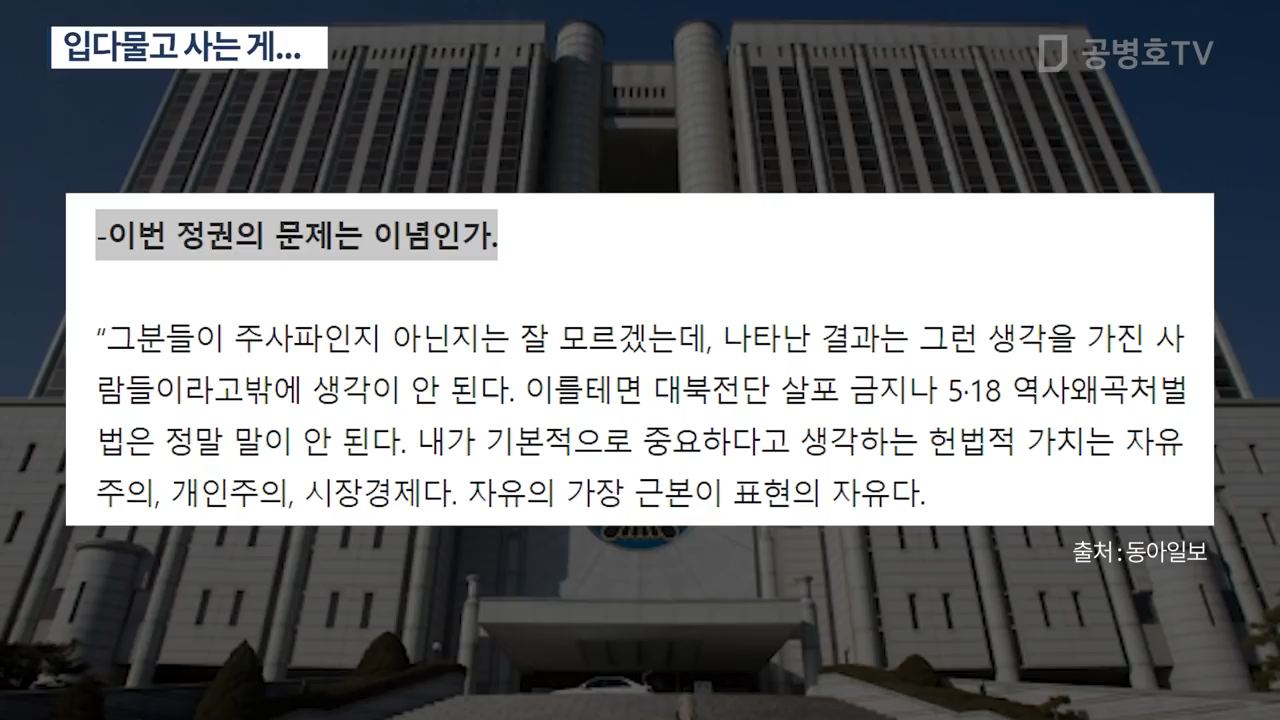 입다물고 사는 게...
공병호TV
-이번 정권의 문제는 이념인가.
“그분들이 주사파인지 아닌지는 잘 모르겠는데, 나타난 결과는 그런 생각을 가진 사
람들이라고밖에 생각이 안 된다. 이를테면 대북전단 살포 금지나 5·18 역사왜곡처벌
법은 정말 말이 안 된다. 내가 기본적으로 중요하다고 생각하는 헌법적 가치는 자유
주의, 개인주의, 시장경제다. 자유의 가장 근본이 표현의 자유다.
출처 : 동아일보